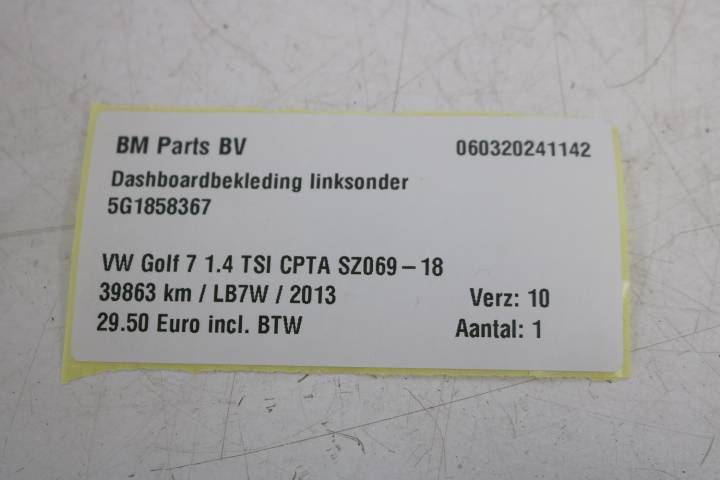 BM Parts BV 060320241142
Dashboardbekleding linksonder
5G1858367
VW Golf 7 1.4 TSI CPTA SZ069-18
39863 km / LB7W / 2013 Verz: 10
29.50 Euro incl. BTW Aantal: 1